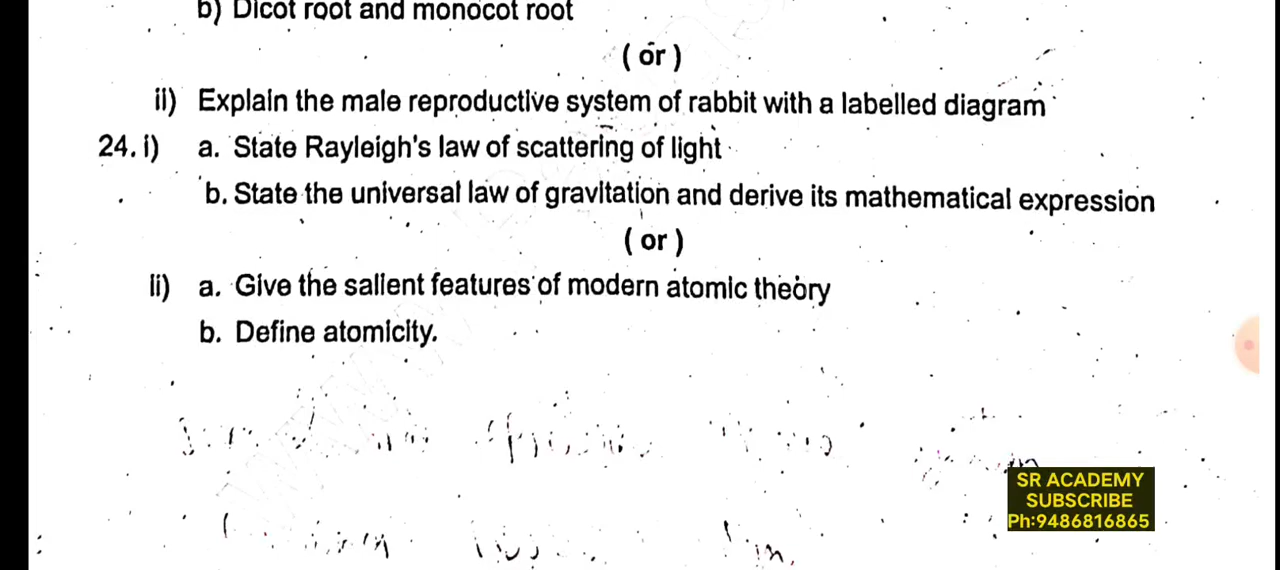 b) Dicot root and monocot root
(or)
ii) Explain the male reproductive system of rabbit with a labelled diagram
24. i) a. State Rayleigh's law of scattering of light
b. State the universal law of gravitation and derive its mathematical expression
(or)
ii) a. Give the salient features of modern atomic theory
b. Define atomicity.
SR ACADEMY
SUBSCRIBE
Ph:9486816865